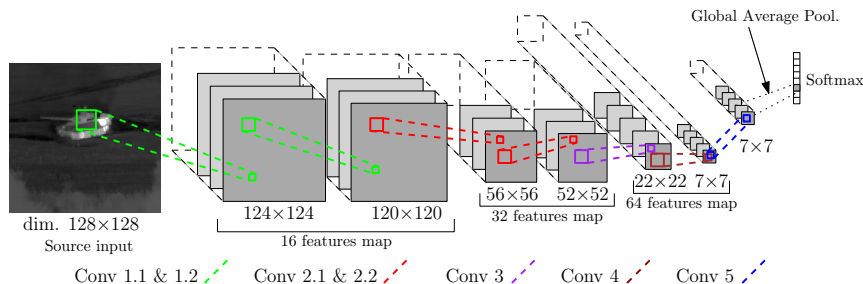 Global Average Pool.
Softmax
7×7
124×124
120×120
56×56
52×52
22×22
7×7
16 features map
32 features map
64 features map
dim. 128×128
Source input
Conv 1.1 & 1.2
Conv 2.1 & 2.2
Conv 3
Conv 4
Conv 5